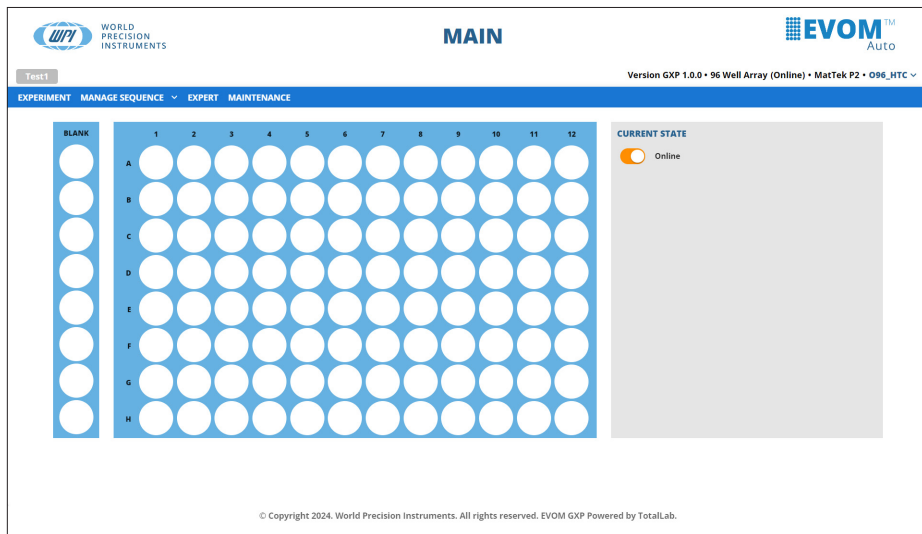 WPI
WORLD
PRECISION
INSTRUMENTS
MAIN
EVOM™
Auto
Test1
Version GXP 1.0.0 • 96 Well Array (Online) • MatTek P2 • O96_HTC
EXPERIMENT MANAGE SEQUENCE EXPERT MAINTENANCE
BLANK
1 2 3 4 5 6 7 8 9 10 11 12
A
B
C
D
E
F
G
H
CURRENT STATE
Online
© Copyright 2024. World Precision Instruments. All rights reserved. EVOM GXP Powered by TotalLab.